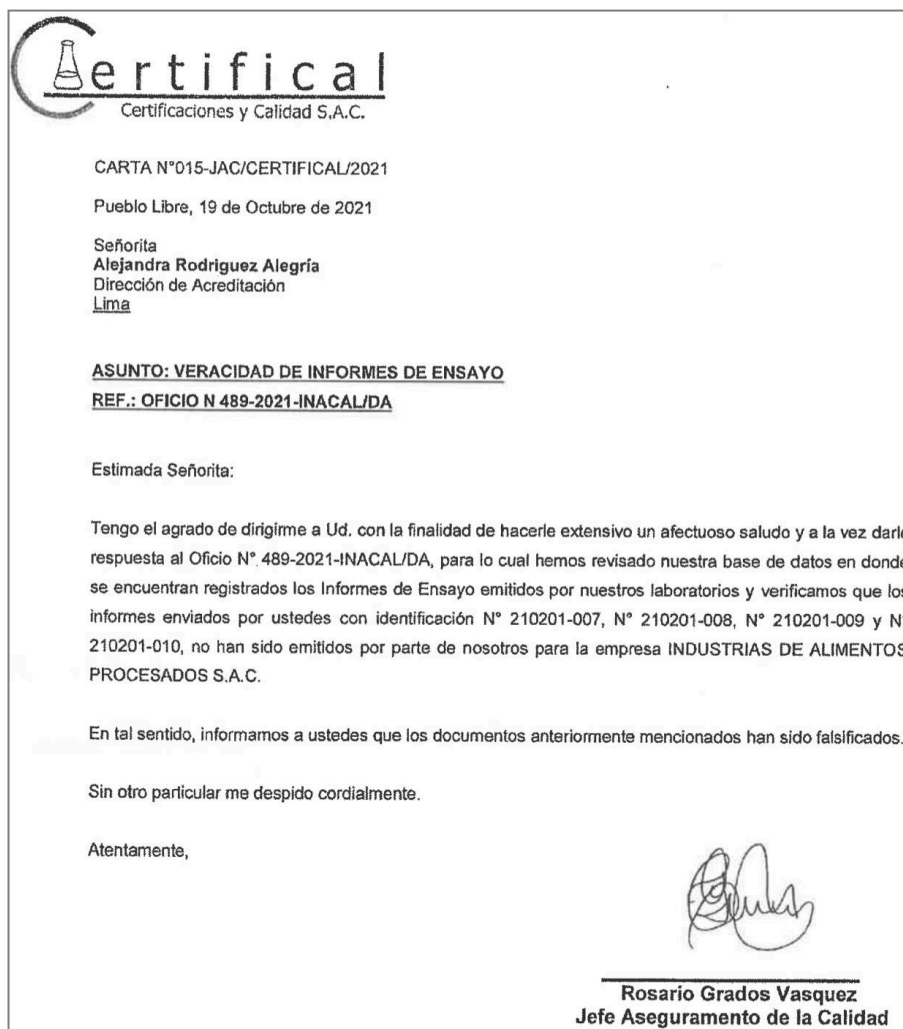 Certifical
Certificaciones y Calidad S.A.C.
CARTA N°015-JAC/CERTIFICAL/2021
Pueblo Libre, 19 de Octubre de 2021
Señorita
Alejandra Rodriguez Alegría
Dirección de Acreditación
Lima
ASUNTO: VERACIDAD DE INFORMES DE ENSAYO
REF.: OFICIO N 489-2021-INACAL/DA
Estimada Señorita:
Tengo el agrado de dirigirme a Ud. con la finalidad de hacerle extensivo un afectuoso saludo y a la vez darle
respuesta al Oficio N° 489-2021-INACAL/DA, para lo cual hemos revisado nuestra base de datos en donde
se encuentran registrados los Informes de Ensayo emitidos por nuestros laboratorios y verificamos que los
informes enviados por ustedes con identificación N° 210201-007, N° 210201-008, N° 210201-009 y N°
210201-010, no han sido emitidos por parte de nosotros para la empresa INDUSTRIAS DE ALIMENTOS
PROCESADOS S.A.C.
En tal sentido, informamos a ustedes que los documentos anteriormente mencionados han sido falsificados.
Sin otro particular me despido cordialmente.
Atentamente,
Rosario Grados Vasquez
Jefe Aseguramento de la Calidad